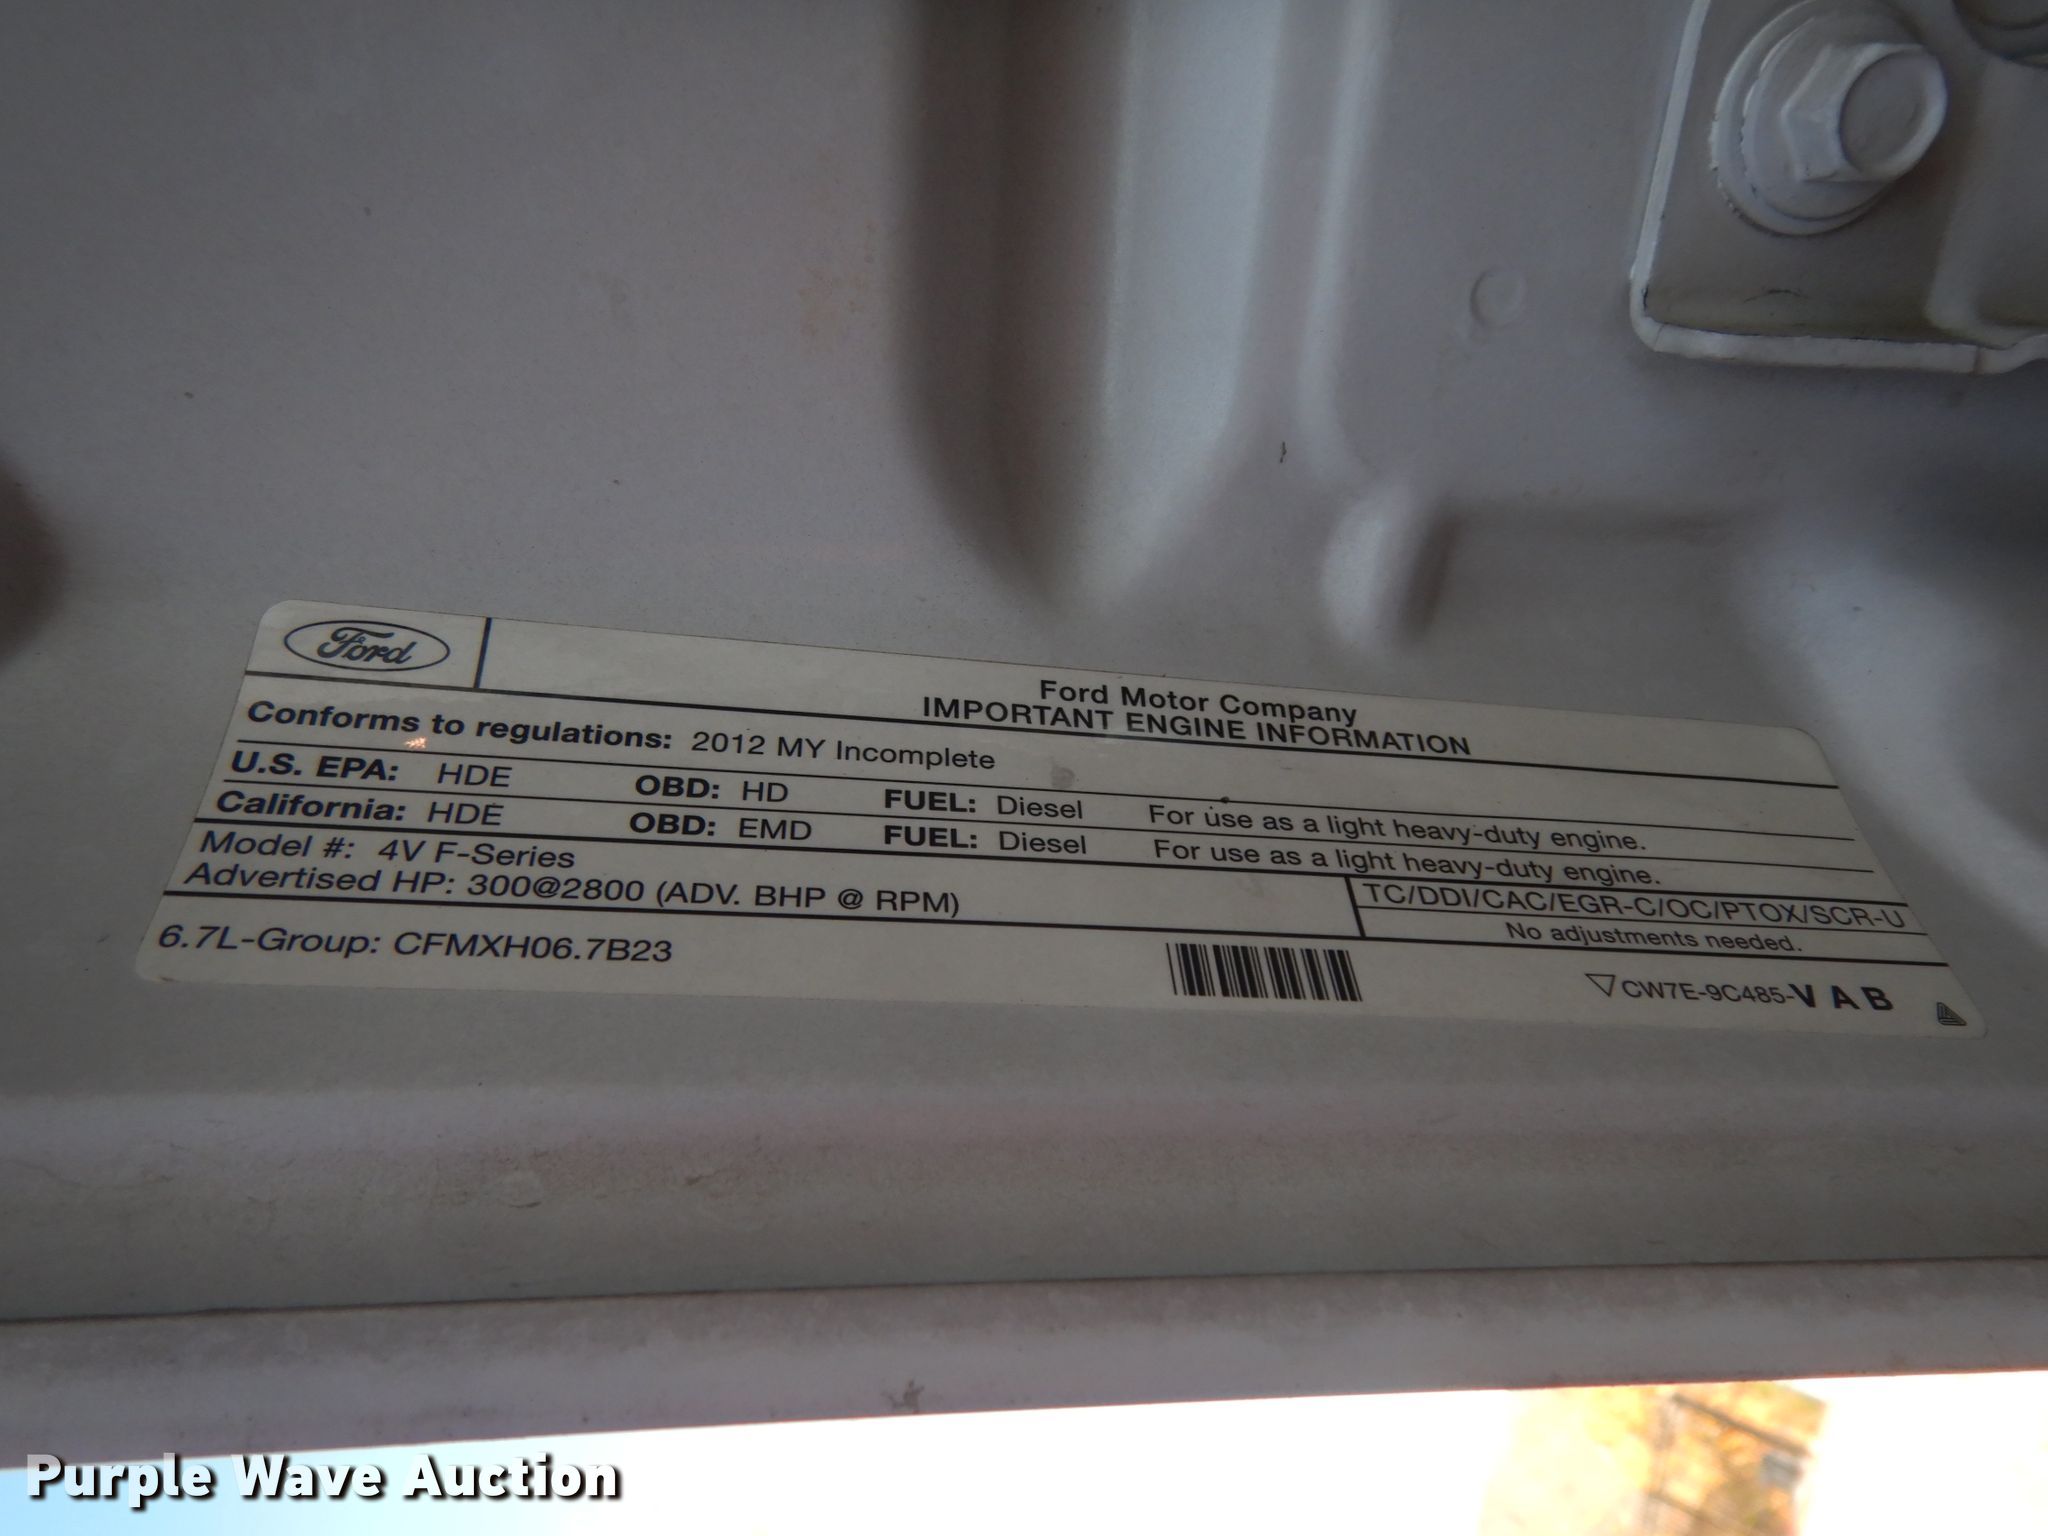 Ford
Ford Motor Company
IMPORTANT ENGINE INFORMATION
Conforms to regulations: 2012 MY Incomplete
U.S. EPA: HDE OBD: HD FUEL: Diesel For use as a light heavy-duty engine.
California: HDE OBD: EMD FUEL: Diesel For use as a light heavy-duty engine.
Model #: 4V F-Series
Advertised HP: 300@2800 (ADV. BHP @ RPM)
TC/DDI/CAC/EGR-C/OC/PTOX/SCR-U
No adjustments needed.
6.7L-Group: CFMXH06.7B23
CW7E-9C485-V A B
Purple Wave Auction